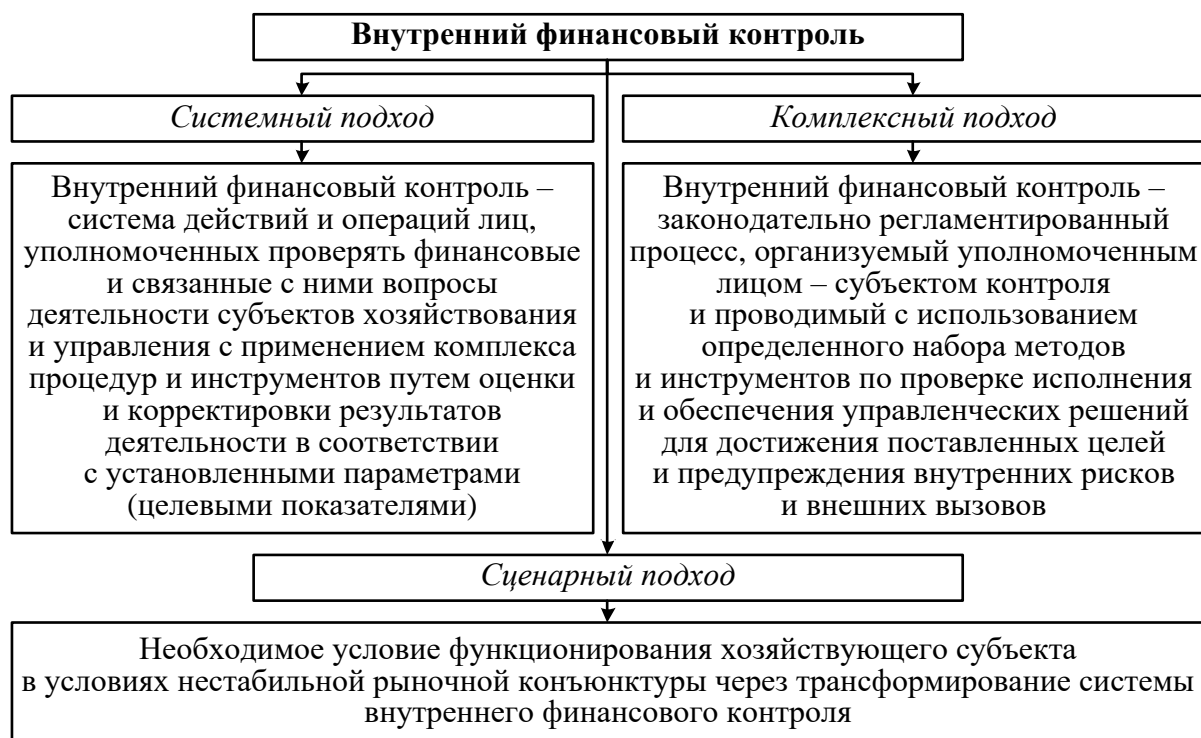 Внутренний финансовый контроль
Системный подход
Внутренний финансовый контроль –
система действий и операций лиц,
уполномоченных проверять финансовые
и связанные с ними вопросы
деятельности субъектов хозяйствования
и управления с применением комплекса
процедур и инструментов путем оценки
и корректировки результатов
деятельности в соответствии
с установленными параметрами
(целевыми показателями)
Комплексный подход
Внутренний финансовый контроль –
законодательно регламентированный
процесс, организуемый уполномоченным
лицом – субъектом контроля
и проводимый с использованием
определенного набора методов
и инструментов по проверке исполнения
и обеспечения управленческих решений
для достижения поставленных целей
и предупреждения внутренних рисков
и внешних вызовов
Сценарный подход
Необходимое условие функционирования хозяйствующего субъекта
в условиях нестабильной рыночной конъюнктуры через трансформирование системы
внутреннего финансового контроля